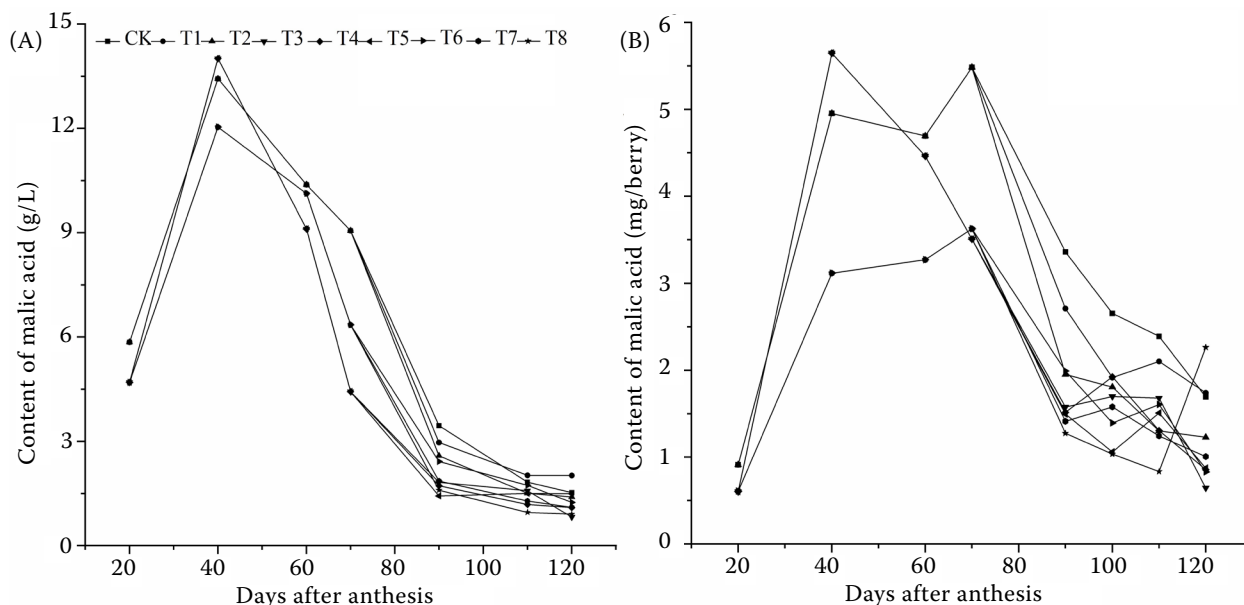 (A)
Content of malic acid (g/L)
15
12
9
6
3
0
CK T1 T2 T3 T4 T5 T6 T7 T8
20 40 60 80 100 120
Days after anthesis
(B)
Content of malic acid (mg/berry)
6
5
4
3
2
1
0
20 40 60 80 100 120
Days after anthesis